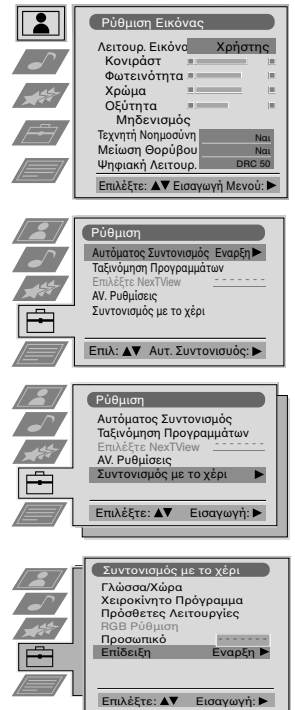 Ρύθμιση Εικόνας
Λειτουρ. Εικόνα Χρήστης
Κονιράστ
Φωτεινότητα
Χρώμα
Οξύτητα
Μηδενισμός
Τεχνητή Νοημοσύνη Ναι
Μείωση Θορύβου Ναι
Ψηφιακή Λειτουρ. DRC 50
Επιλέξτε: ▲▼ Εισαγωγή Μενού: ▶
Ρύθμιση
Αυτόματος Συντονισμός Εναρξη ▶
Ταξινόμηση Προγραμμάτων
Επιλέξτε NexTView - - - - - - -
AV. Ρυθμίσεις
Συντονισμός με το χέρι
Επιλ: ▲▼ Αυτ. Συντονισυός: ▶
Ρύθμιση
Αυτόματος Συντονισμός
Ταξινόμηση Προγραμμάτων
Επιλέξτε NexTView - - - - - - -
AV. Ρυθμίσεις
Συντονισμός με το χέρι ▶
Επιλέξτε: ▲▼ Εισαγωγή: ▶
Συντονισμός με το χέρι
Γλώσσα/Χώρα
Χειροκίνητο Πρόγραμμα
Πρόσθετες Λειτουργίες
RGB Ρύθμιση
Προσωπικό - - - - - - -
Επίδειξη Εναρξη ▶
Επιλέξτε: ▲▼ Εισαγωγή: ▶